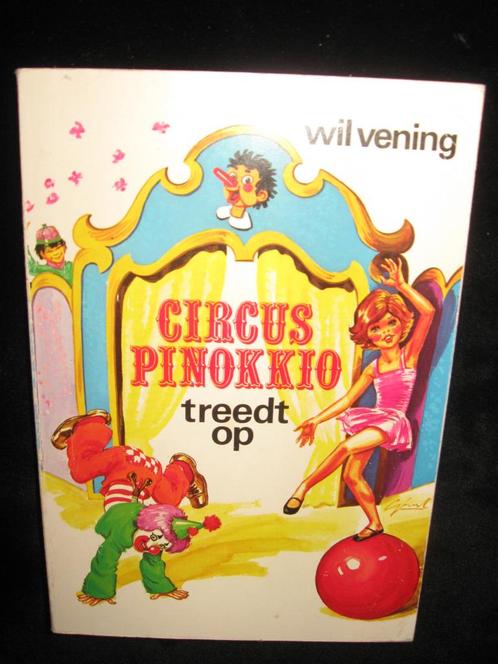 wil vening
CIRCUS
PINOKKIO
treedt
op